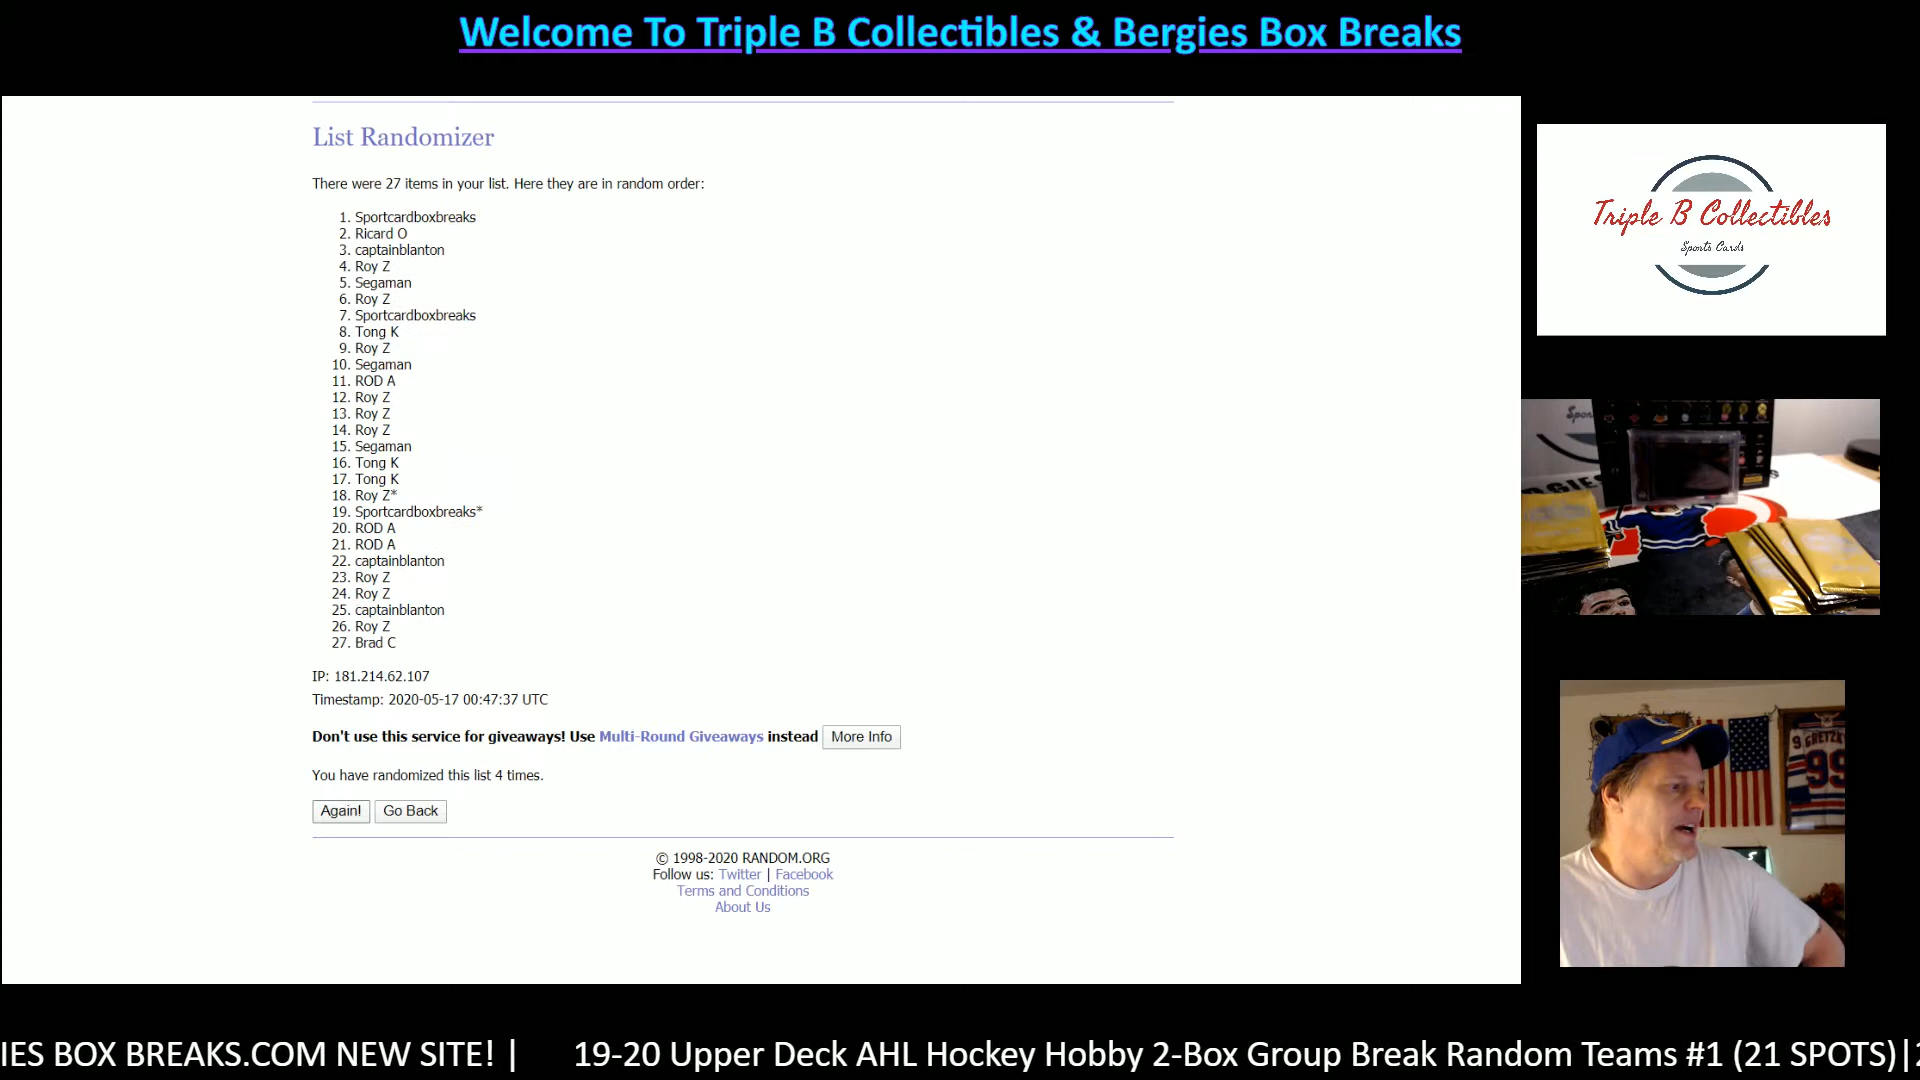 Welcome To Triple B Collectibles & Bergies Box Breaks
List Randomizer
There were 27 items in your list. Here they are in random order:
1. Sportcardboxbreaks
2. Ricard O
3. captainblanton
4. Roy Z
5. Segaman
6. Roy Z
7. Sportcardboxbreaks
8. Tong K
9. Roy Z
10. Segaman
11. ROD A
12. Roy Z
13. Roy Z
14. Roy Z
15. Segaman
16. Tong K
17. Tong K
18. Roy Z*
19. Sportcardboxbreaks*
20. ROD A
21. ROD A
22. captainblanton
23. Roy Z
24. Roy Z
25. captainblanton
26. Roy Z
27. Brad C
IP: 181.214.62.107
Timestamp: 2020-05-17 00:47:37 UTC
Don't use this service for giveaways! Use Multi-Round Giveaways instead More Info
You have randomized this list 4 times.
Again! Go Back
© 1998-2020 RANDOM.ORG
Follow us: Twitter | Facebook
Terms and Conditions
About Us
Triple B Collectibles
Sports Cards
9 GRETZK
99
IES BOX BREAKS.COM NEW SITE! | 19-20 Upper Deck AHL Hockey Hobby 2-Box Group Break Random Teams #1 (21 SPOTS)|